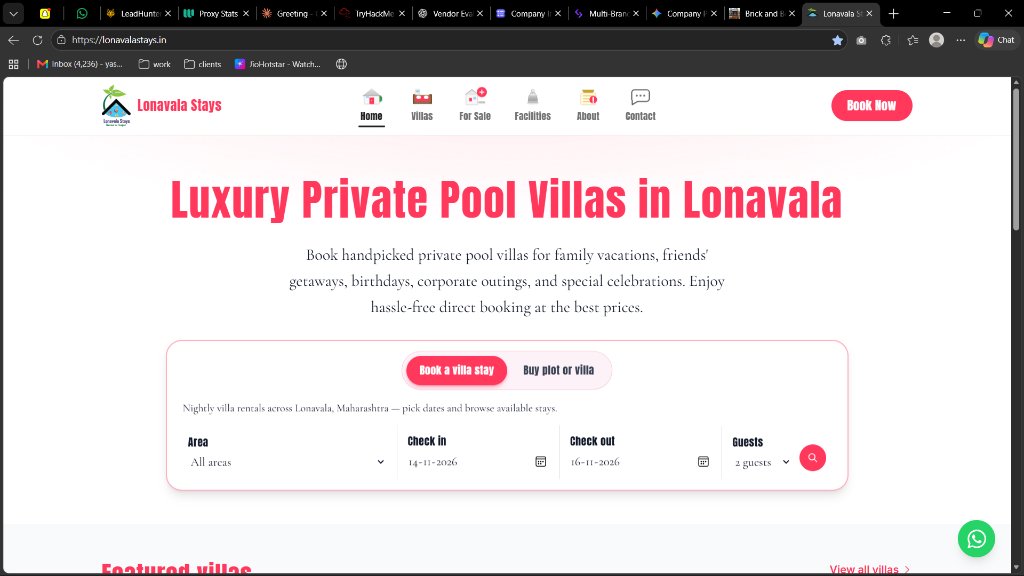 LeadHunte
Proxy Stats
Greeting -
TryHackMe
Vendor Eva
Company I
Multi-Bran
Company P
Brick and B
Lonavala S
https://lonavalastays.in
Chat
Inbox (4,236) - yas...
work
clients
JioHotstar - Watch...
Lonavala Stays
Lonavala Stays
Home
Villas
For Sale
Facilities
About
Contact
Book Now
Luxury Private Pool Villas in Lonavala
Book handpicked private pool villas for family vacations, friends'
getaways, birthdays, corporate outings, and special celebrations. Enjoy
hassle-free direct booking at the best prices.
Book a villa stay
Buy plot or villa
Nightly villa rentals across Lonavala, Maharashtra — pick dates and browse available stays.
Area
Check in
Check out
Guests
All areas
14-11-2026
16-11-2026
2 guests
Featured villas
View all villas >